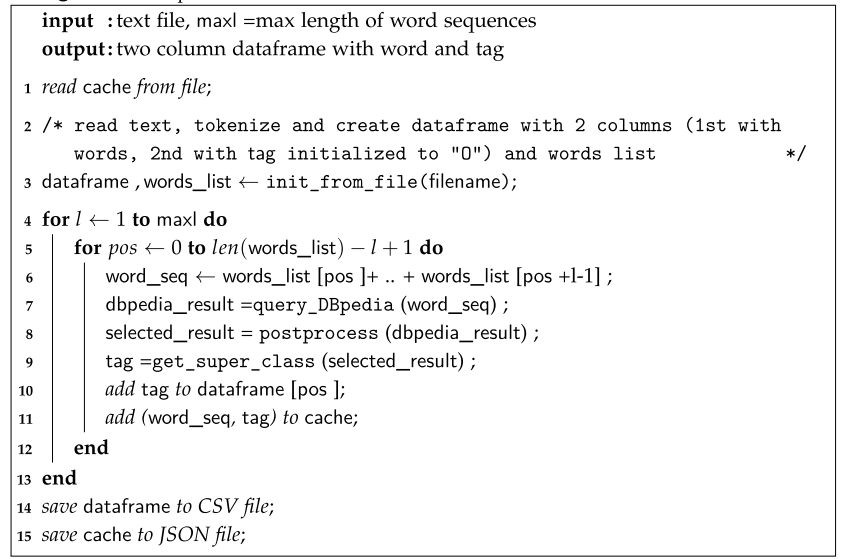 input : text file, maxl =max length of word sequences
output: two column dataframe with word and tag
1 read cache from file;
2 /* read text, tokenize and create dataframe with 2 columns (1st with
words, 2nd with tag initialized to "O") and words list */
3 dataframe ,words_list ← init_from_file(filename);
4 for l ← 1 to maxl do
5 for pos ← 0 to len(words_list) − l + 1 do
6 word_seq ← words_list [pos ]+ .. + words_list [pos +l-1] ;
7 dbpedia_result =query_DBpedia (word_seq) ;
8 selected_result = postprocess (dbpedia_result) ;
9 tag =get_super_class (selected_result) ;
10 add tag to dataframe [pos ];
11 add (word_seq, tag) to cache;
12 end
13 end
14 save dataframe to CSV file;
15 save cache to JSON file;